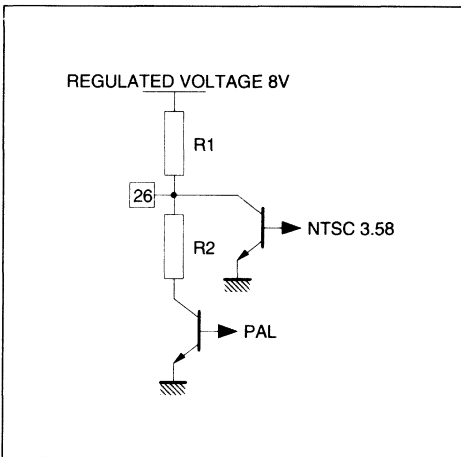 REGULATED VOLTAGE 8V
R1
26
NTSC 3.58
R2
PAL